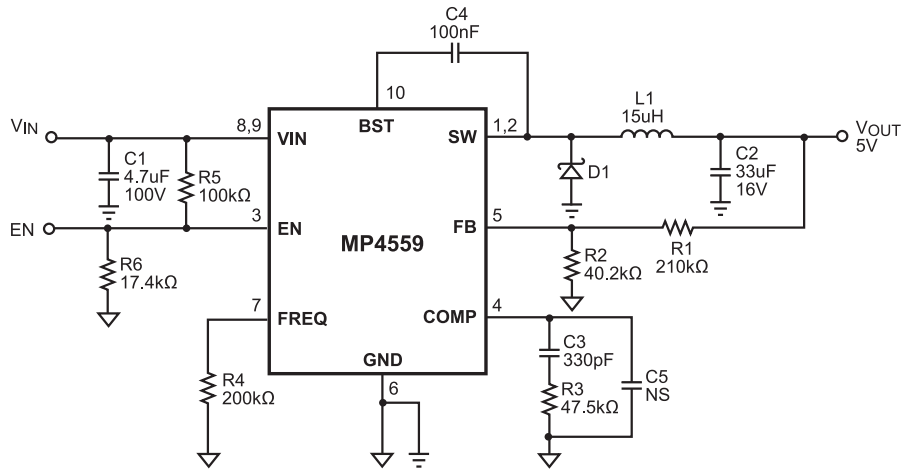 C4
100nF
10
L1
15uH
VIN
8,9
VIN
BST
SW
1,2
VOUT
5V
C1
4.7uF
100V
R5
100kΩ
D1
C2
33uF
16V
EN
3
EN
MP4559
FB
5
R1
210kΩ
R2
40.2kΩ
R6
17.4kΩ
7
FREQ
COMP
4
C3
330pF
GND
6
R4
200kΩ
R3
47.5kΩ
C5
NS